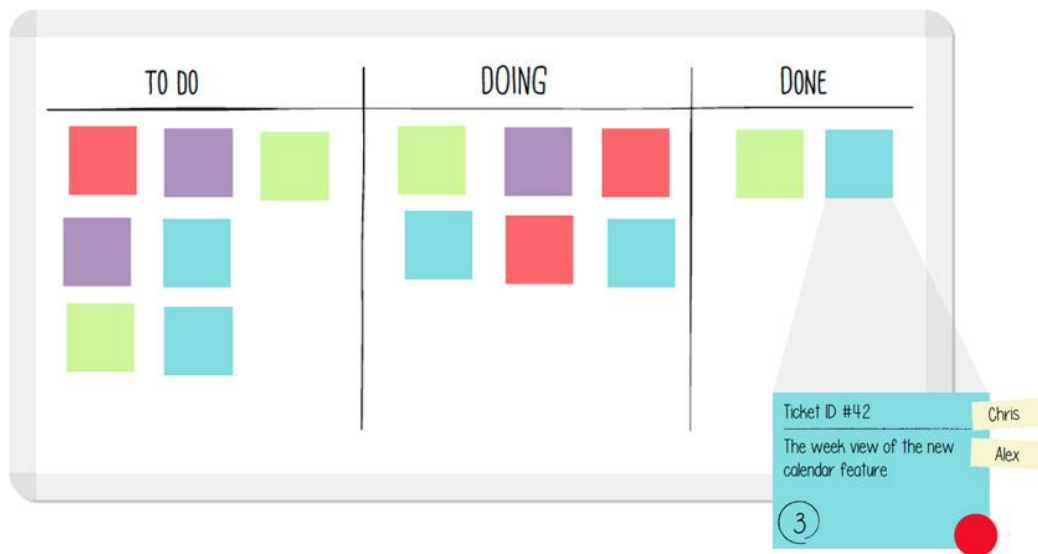 TO DO
DOING
DONE
Ticket ID #42
Chris
The week view of the new
Alex
calendar feature
3